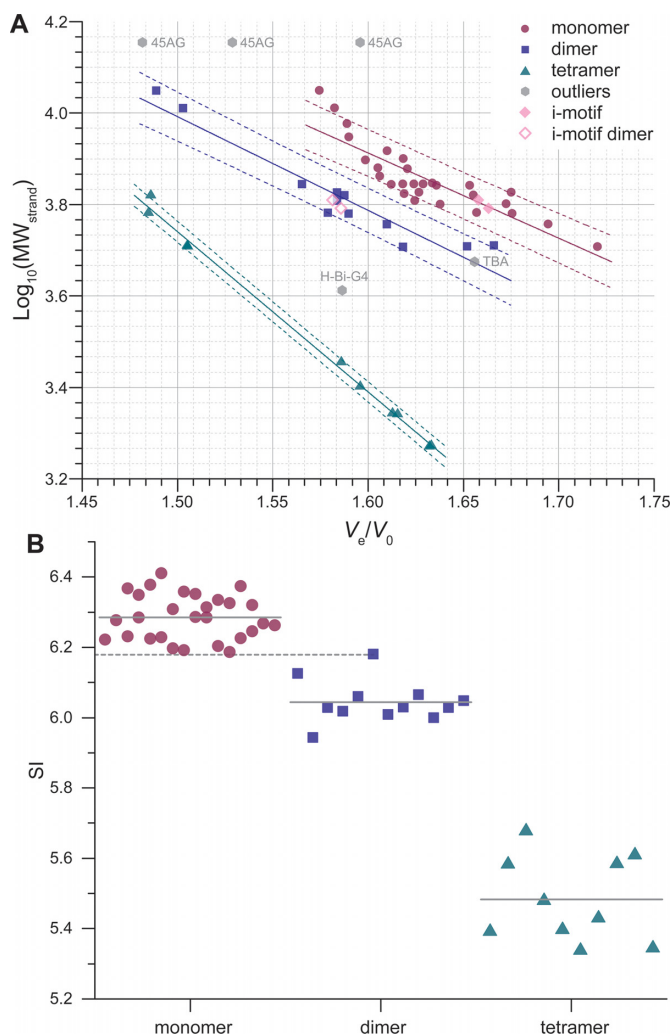 A
4.2
4.0
3.8
3.6
3.4
3.2
Log10(MWstrand)
45AG
45AG
45AG
monomer
dimer
tetramer
outliers
i-motif
i-motif dimer
H-Bi-G4
TBA
1.45
1.50
1.55
1.60
1.65
1.70
1.75
Ve/V0
B
6.4
6.2
6.0
5.8
5.6
5.4
5.2
SI
monomer
dimer
tetramer